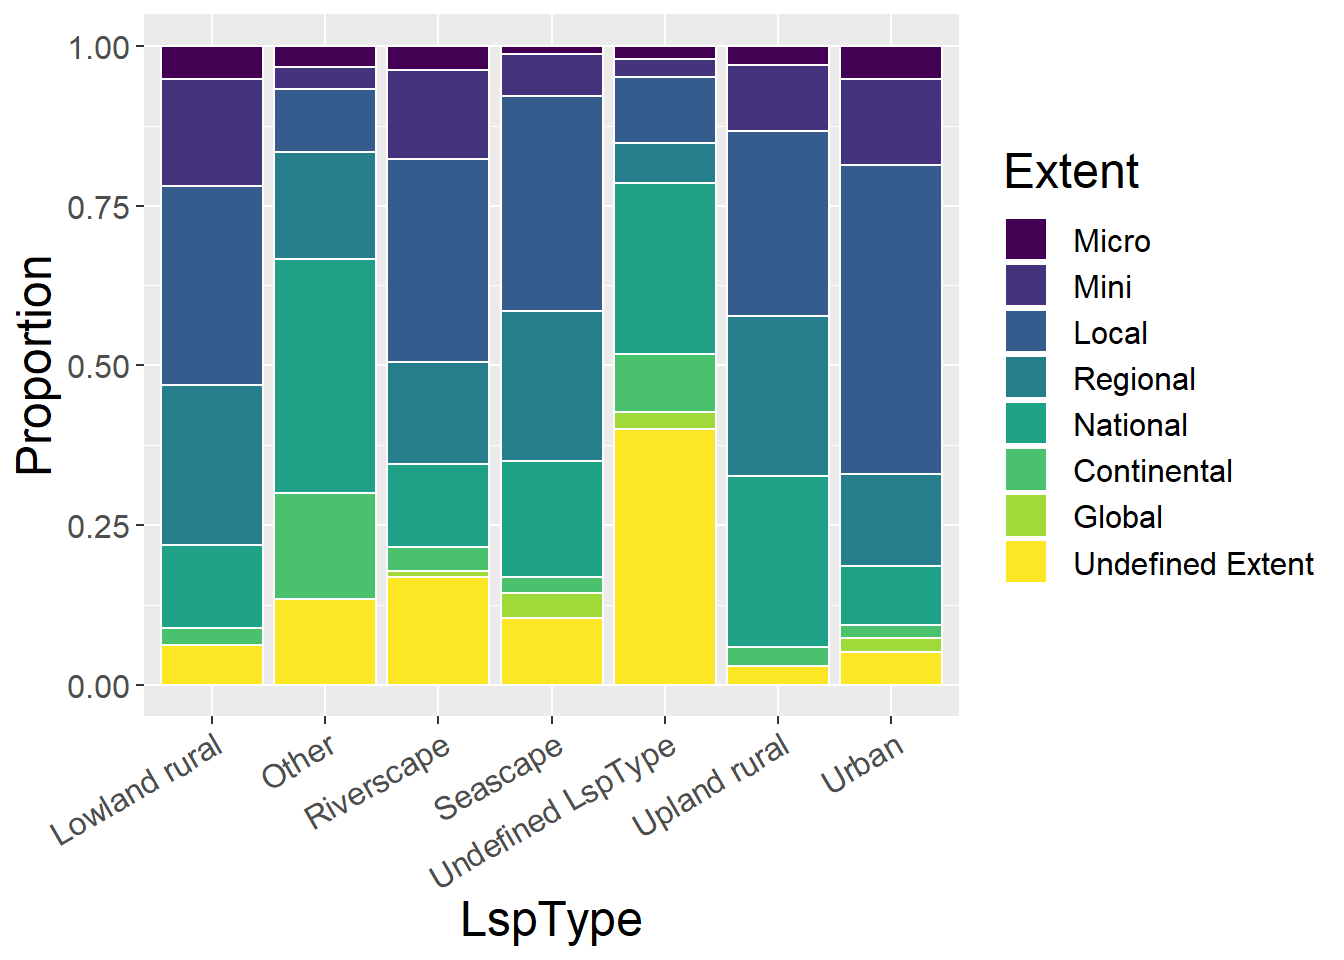 1.00
0.75
0.50
0.25
0.00
Proportion
Lowland rural
Other
Riverscape
Seascape
Undefined LspType
Upland rural
Urban
LspType
Extent
Micro
Mini
Local
Regional
National
Continental
Global
Undefined Extent